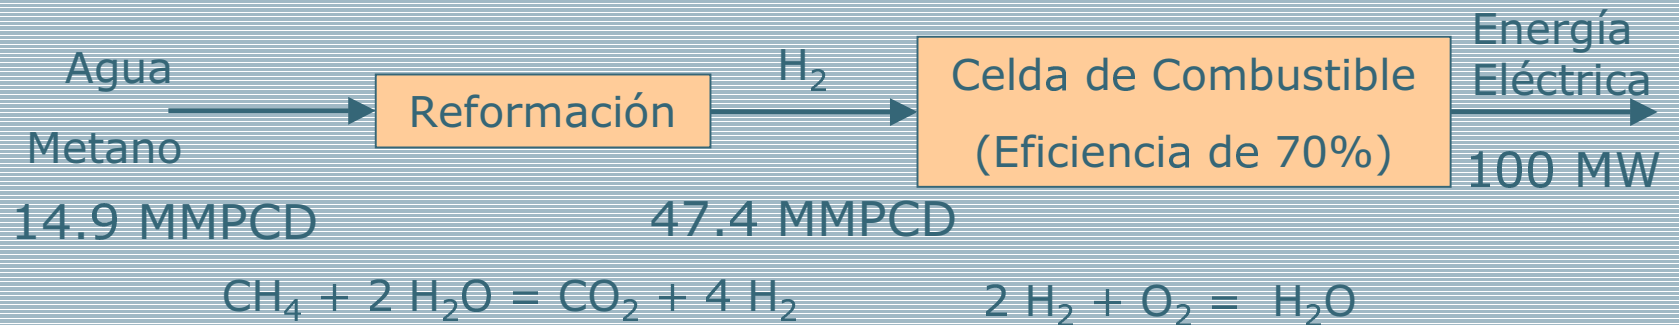 Agua
Metano
14.9 MMPCD
Reformación
H₂
47.4 MMPCD
Celda de Combustible
(Eficiencia de 70%)
Energía
Eléctrica
100 MW
CH₄ + 2 H₂O = CO₂ + 4 H₂
2 H₂ + O₂ = H₂O